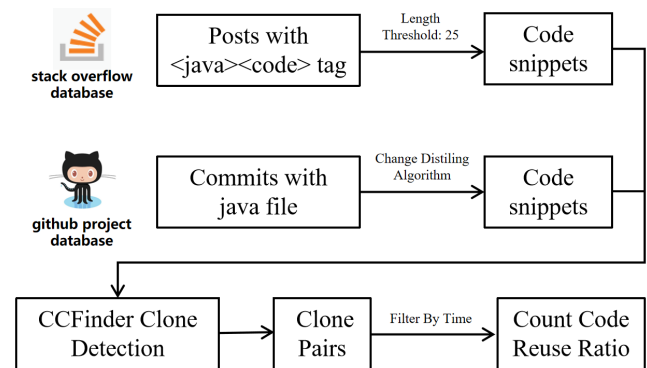 Posts with
<java><code> tag
Length
Threshold: 25
Code
snippets
stack overflow
database
Commits with
java file
Change Distiling
Algorithm
Code
snippets
github project
database
CCFinder Clone
Detection
Clone
Pairs
Filter By Time
Count Code
Reuse Ratio